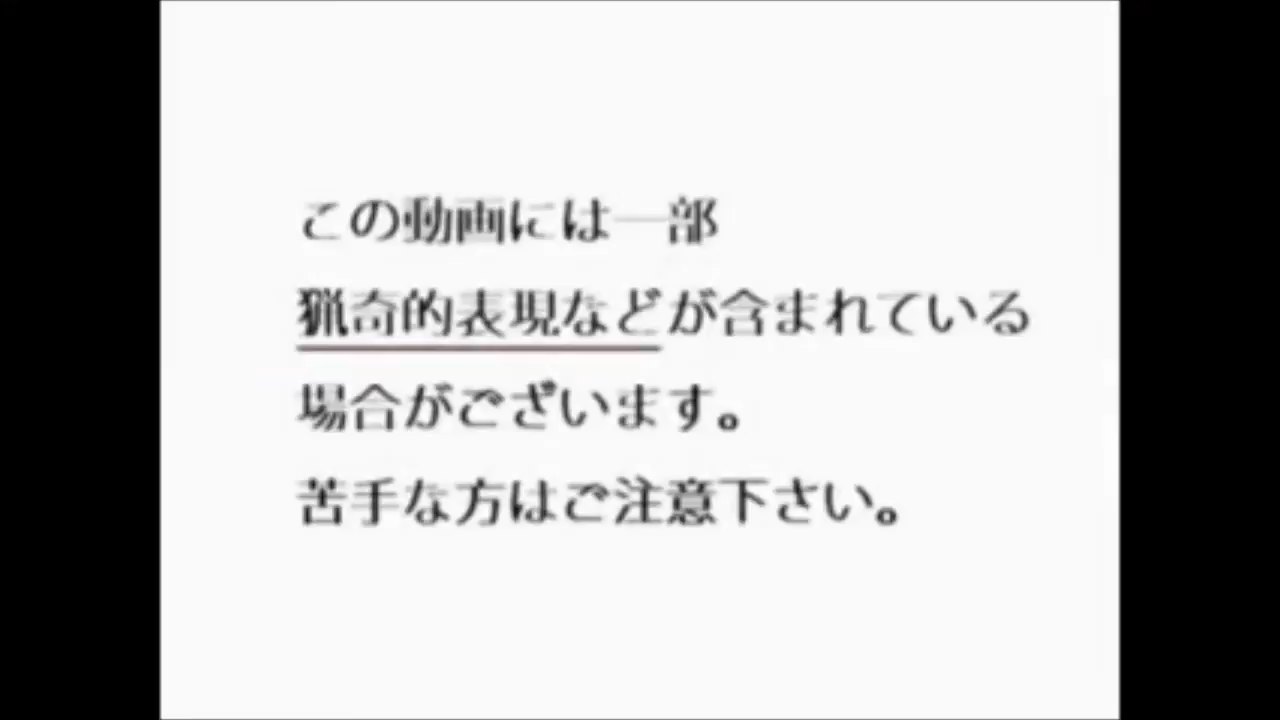 この動画には一部
猟奇的表現などが含まれている
場合がございます。
苦手な方はご注意下さい。